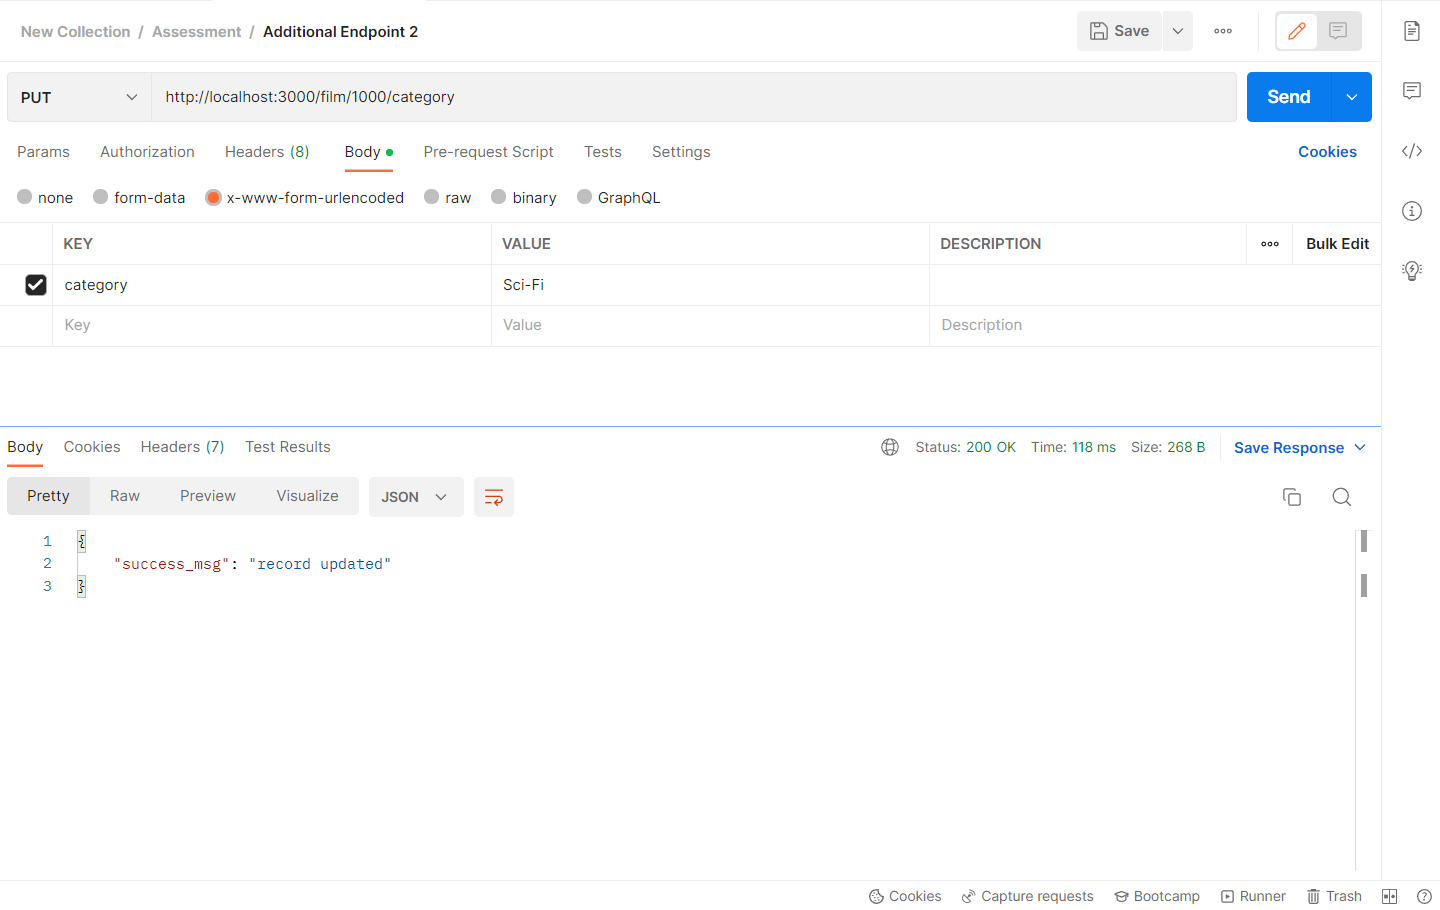 New Collection / Assessment / Additional Endpoint 2 Save
PUT http://localhost:3000/film/1000/category Send
Params Authorization Headers (8) Body Pre-request Script Tests Settings Cookies
none form-data x-www-form-urlencoded raw binary GraphQL
KEY VALUE DESCRIPTION Bulk Edit
category Sci-Fi
Key Value Description
Body Cookies Headers (7) Test Results Status: 200 OK Time: 118 ms Size: 268 B Save Response
Pretty Raw Preview Visualize JSON
1 {
2 "success_msg": "record updated"
3 }
Cookies Capture requests Bootcamp Runner Trash